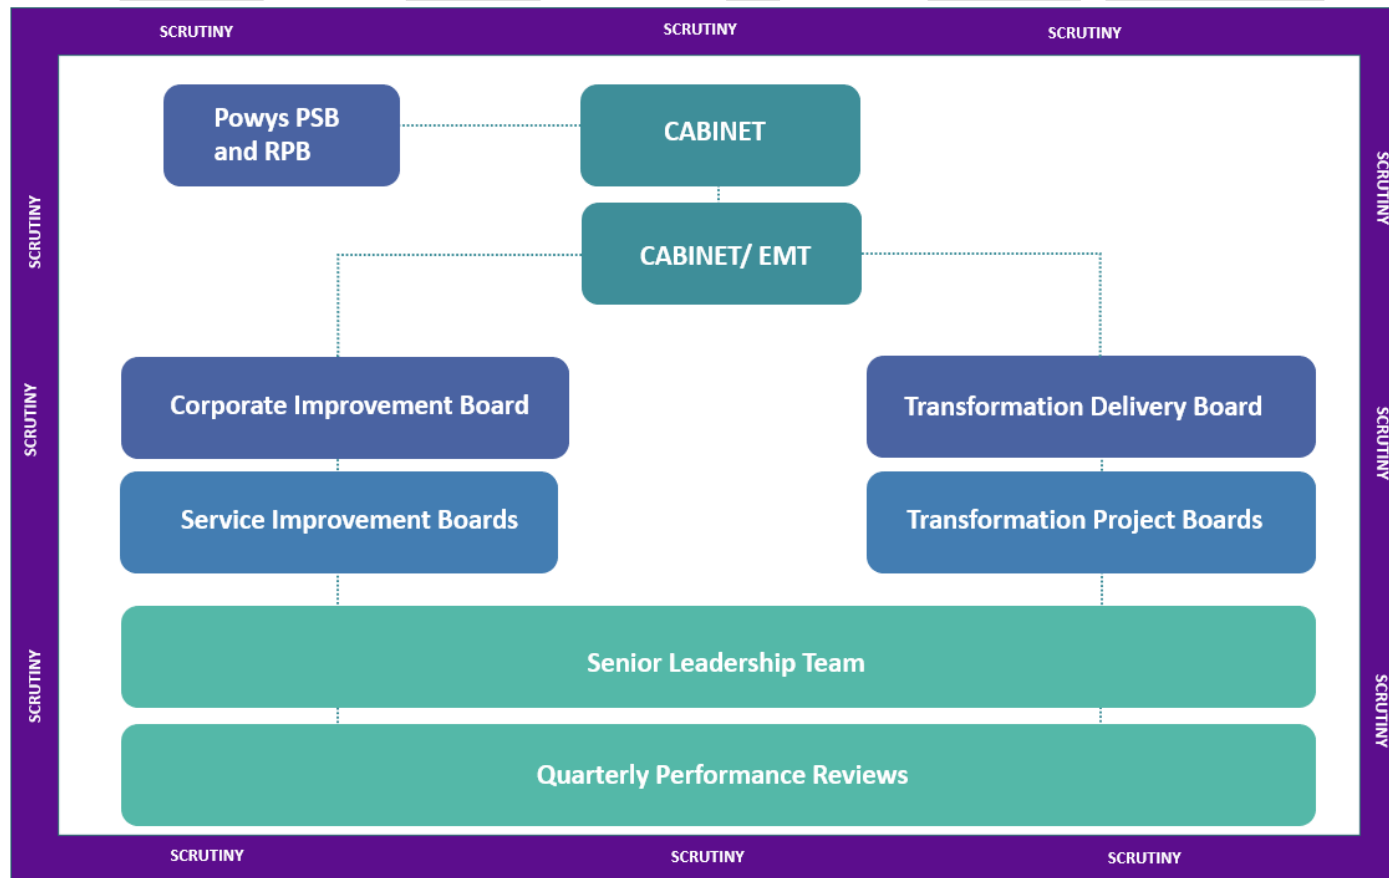 SCRUTINY
SCRUTINY
SCRUTINY
Powys PSB
and RPB
CABINET
SCRUTINY
SCRUTINY
CABINET/ EMT
Corporate Improvement Board
Transformation Delivery Board
SCRUTINY
SCRUTINY
Service Improvement Boards
Transformation Project Boards
Senior Leadership Team
SCRUTINY
SCRUTINY
Quarterly Performance Reviews
SCRUTINY
SCRUTINY
SCRUTINY